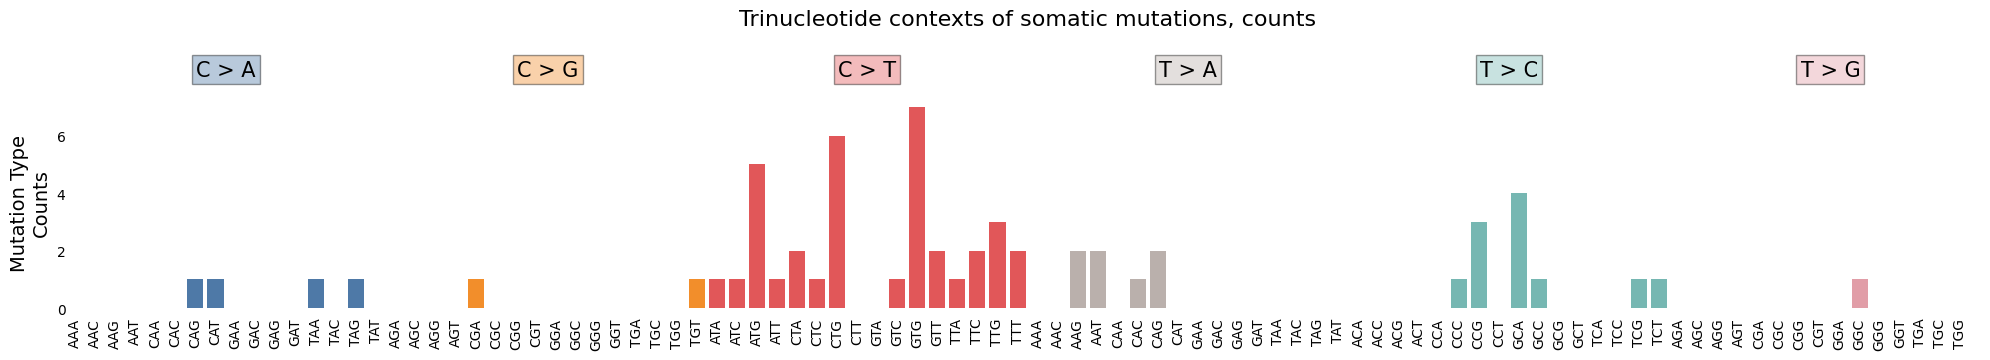 Trinucleotide contexts of somatic mutations, counts
C > A
C > G
C > T
T > A
T > C
T > G
Mutation Type
Counts
6
4
2
0
AAA
AAC
AAG
AAT
CAA
CAC
CAG
CAT
GAA
GAC
GAG
GAT
TAA
TAC
TAG
TAT
AGA
AGC
AGG
AGT
CGA
CGC
CGG
CGT
GGA
GGC
GGG
GGT
TGA
TGC
TGG
TGT
ATA
ATC
ATG
ATT
CTA
CTC
CTG
CTT
GTA
GTC
GTG
GTT
TTA
TTC
TTG
TTT
AAA
AAC
AAG
AAT
CAA
CAC
CAG
CAT
GAA
GAC
GAG
GAT
TAA
TAC
TAG
TAT
ACA
ACC
ACG
ACT
CCA
CCC
CCG
CCT
GCA
GCC
GCG
GCT
TCA
TCC
TCG
TCT
AGA
AGC
AGG
AGT
CGA
CGC
CGG
CGT
GGA
GGC
GGG
GGT
TGA
TGC
TGG